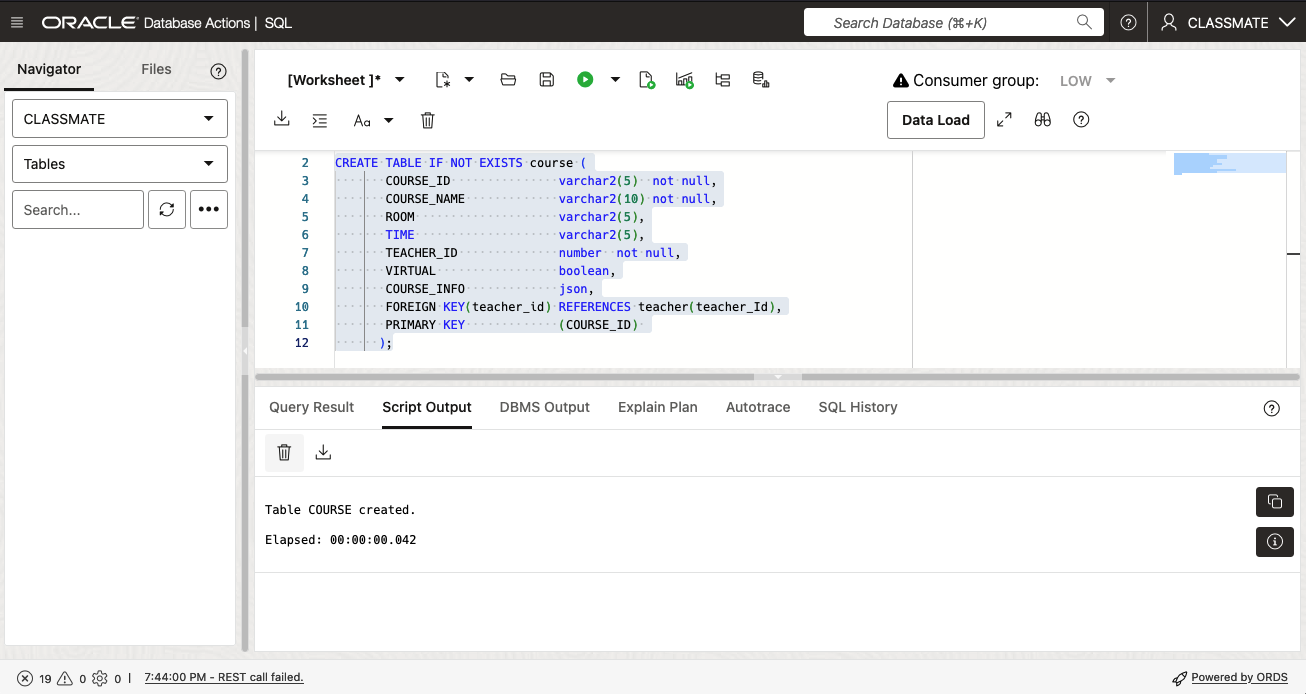 ORACLE Database Actions | SQL
Search Database (⌘+K)
CLASSMATE
Navigator
Files
CLASSMATE
Tables
Search...
[Worksheet ]*
Aa
Consumer group: LOW
Data Load
2 CREATE TABLE IF NOT EXISTS course (
3 COURSE_ID varchar2(5) not null,
4 COURSE_NAME varchar2(10) not null,
5 ROOM varchar2(5),
6 TIME varchar2(5),
7 TEACHER_ID number not null,
8 VIRTUAL boolean,
9 COURSE_INFO json,
10 FOREIGN KEY(teacher_id) REFERENCES teacher(teacher_Id),
11 PRIMARY KEY (COURSE_ID)
12 );
Query Result Script Output DBMS Output Explain Plan Autotrace SQL History
Table COURSE created.
Elapsed: 00:00:00.042
19 0 0 | 7:44:00 PM - REST call failed.
Powered by ORDS